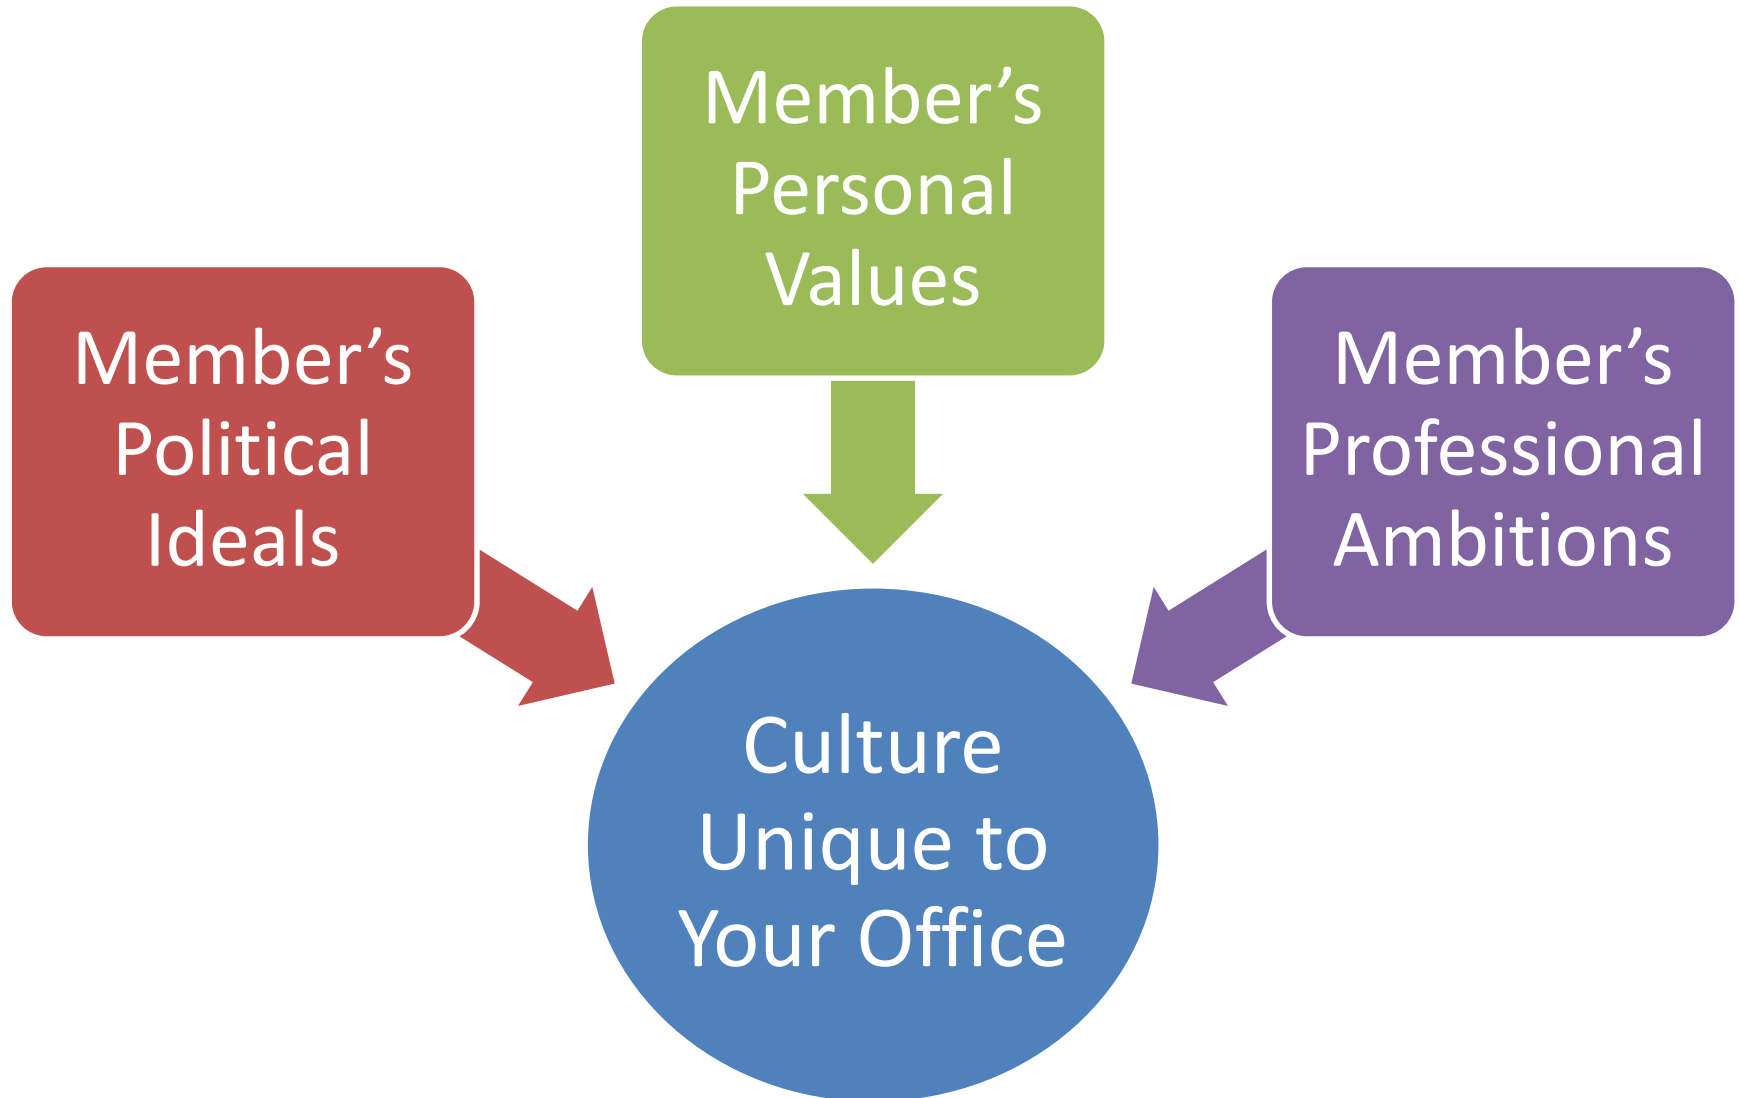 Member’s
Personal
Values
Member’s
Political
Ideals
Member’s
Professional
Ambitions
Culture
Unique to
Your Office